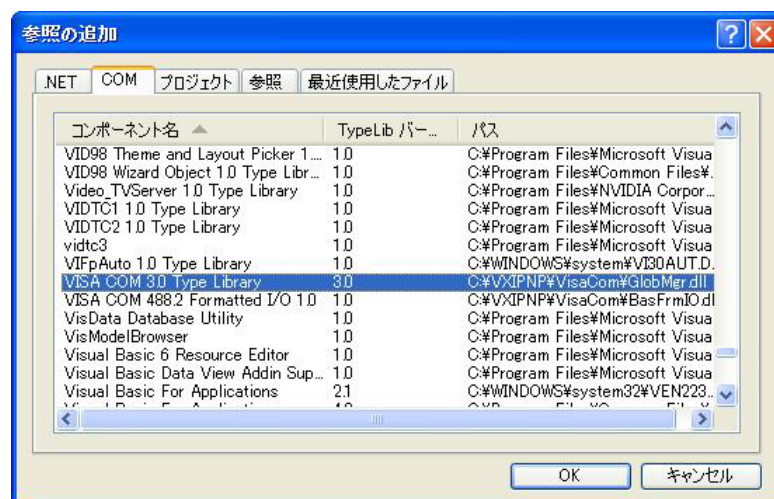 参照の追加
.NET COM プロジェクト 参照 最近使用したファイル
コンポーネント名 TypeLib バー... パス
VID98 Theme and Layout Picker 1.... 1.0 C:¥Program Files¥Microsoft Visua
VID98 Wizard Object 1.0 Type Libr... 1.0 C:¥Program Files¥Common Files¥.
Video_TVServer 1.0 Type Library 1.0 C:¥Program Files¥NVIDIA Corpor...
VIDTC1 1.0 Type Library 1.0 C:¥Program Files¥Microsoft Visua
VIDTC2 1.0 Type Library 1.0 C:¥Program Files¥Microsoft Visua
vidtc3 1.0 C:¥Program Files¥Microsoft Visua
VIFpAuto 1.0 Type Library 1.0 C:¥WINDOWS¥system¥VI30AUT.D.
VISA COM 3.0 Type Library 3.0 C:¥VXIPNP¥VisaCom¥GlobMgr.dll
VISA COM 488.2 Formatted I/O 1.0 1.0 C:¥VXIPNP¥VisaCom¥BasFrmIO.dl
VisData Database Utility 1.0 C:¥Program Files¥Microsoft Visua
VisModelBrowser 1.0 C:¥Program Files¥Microsoft Visua
Visual Basic 6 Resource Editor 1.0 C:¥Program Files¥Microsoft Visua
Visual Basic Data View Addin Sup... 1.0 C:¥Program Files¥Microsoft Visua
Visual Basic For Applications 2.1 C:¥WINDOWS¥system32¥VEN223...
OK キャンセル